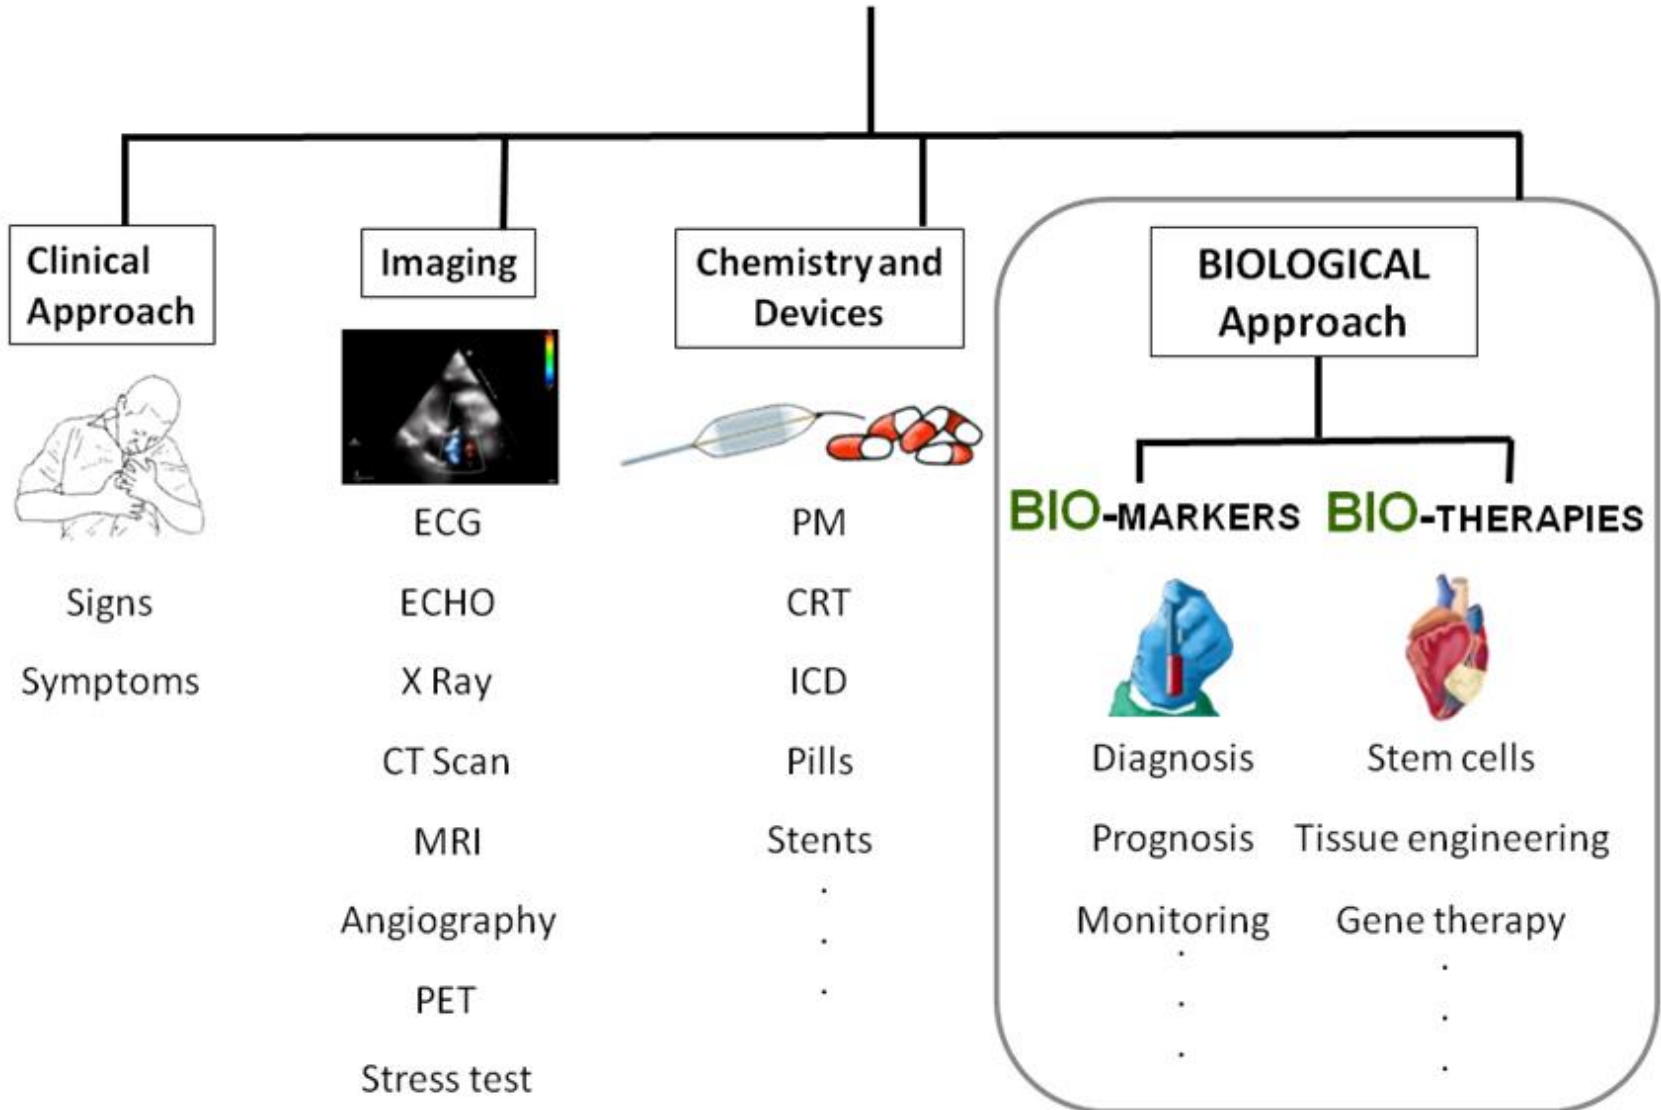 Clinical
Approach
Signs
Symptoms
Imaging
ECG
ECHO
X Ray
CT Scan
MRI
Angiography
PET
Stress test
Chemistry and
Devices
PM
CRT
ICD
Pills
Stents
.
.
.
BIOLOGICAL
Approach
BIO-MARKERS
Diagnosis
Prognosis
Monitoring
.
.
.
BIO-THERAPIES
Stem cells
Tissue engineering
Gene therapy
.
.
.